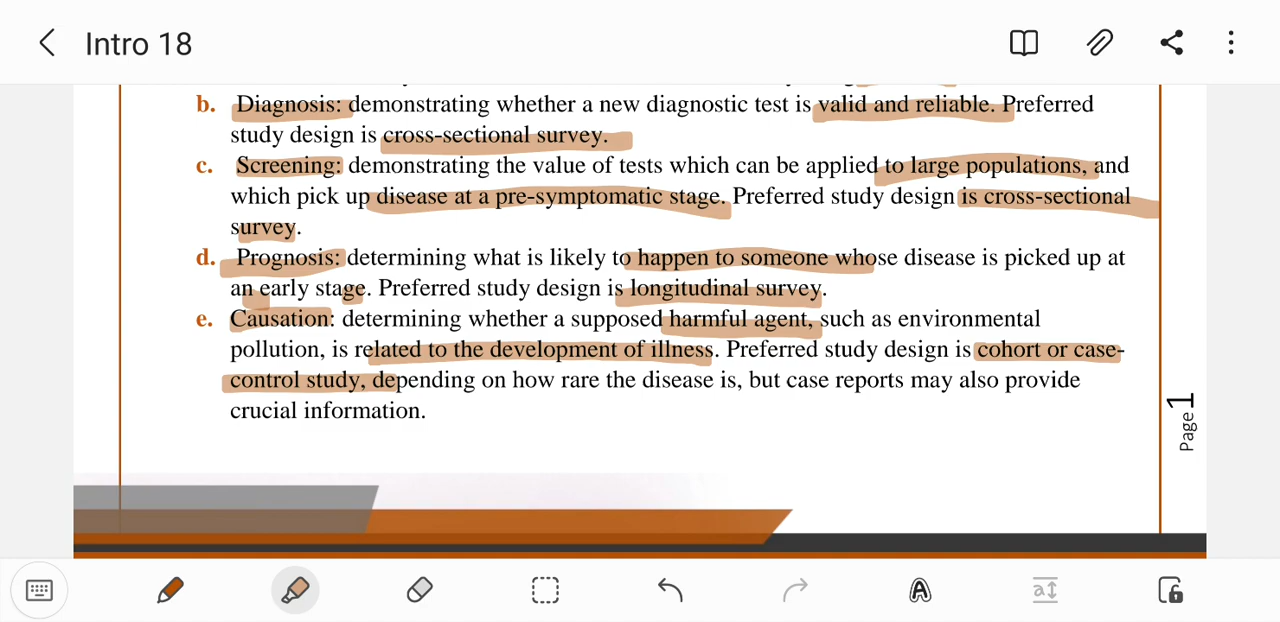 Intro 18
b. Diagnosis: demonstrating whether a new diagnostic test is valid and reliable. Preferred
study design is cross-sectional survey.
c. Screening: demonstrating the value of tests which can be applied to large populations, and
which pick up disease at a pre-symptomatic stage. Preferred study design is cross-sectional
survey.
d. Prognosis: determining what is likely to happen to someone whose disease is picked up at
an early stage. Preferred study design is longitudinal survey.
e. Causation: determining whether a supposed harmful agent, such as environmental
pollution, is related to the development of illness. Preferred study design is cohort or case-
control study, depending on how rare the disease is, but case reports may also provide
crucial information.
Page 1